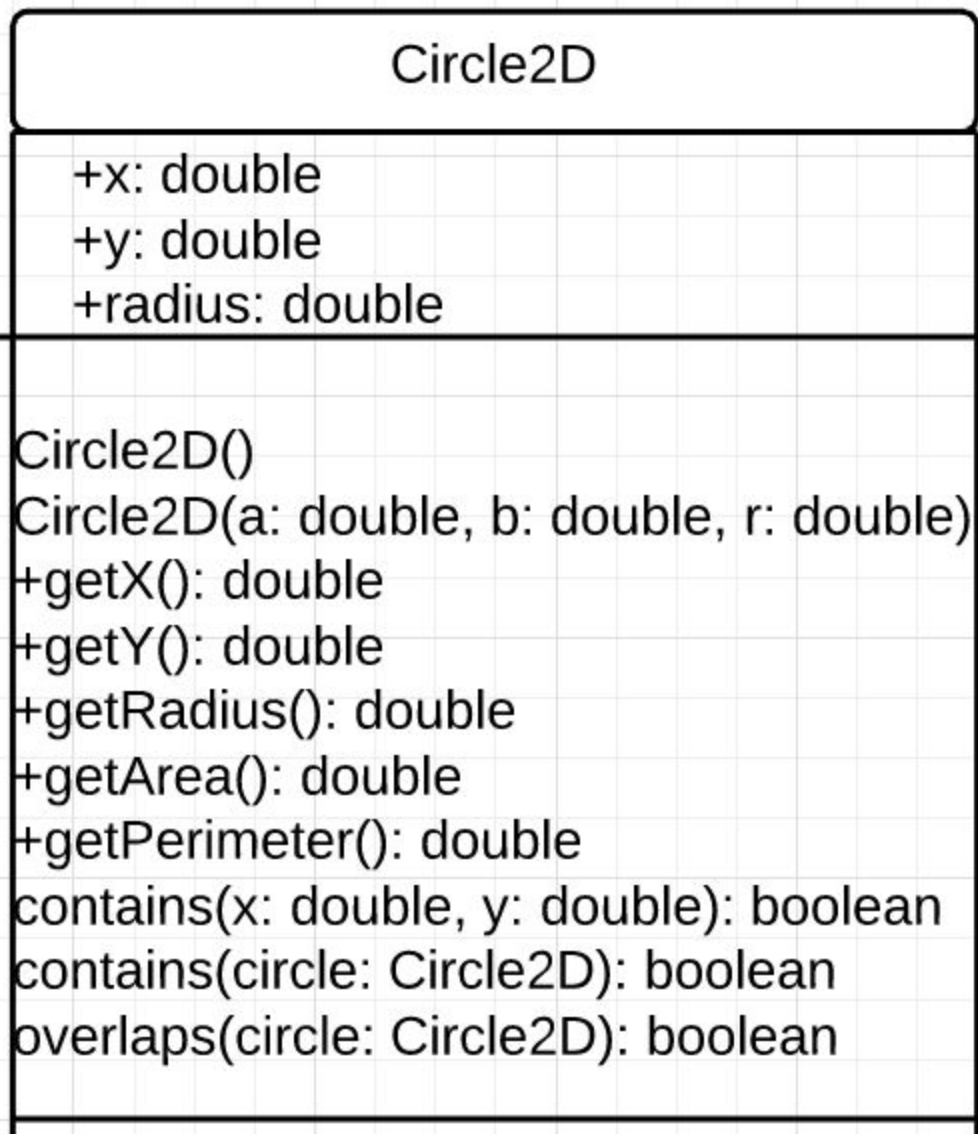 Circle2D
+x: double
+y: double
+radius: double
Circle2D()
Circle2D(a: double, b: double, r: double)
+getX(): double
+getY(): double
+getRadius(): double
+getArea(): double
+getPerimeter(): double
contains(x: double, y: double): boolean
contains(circle: Circle2D): boolean
overlaps(circle: Circle2D): boolean